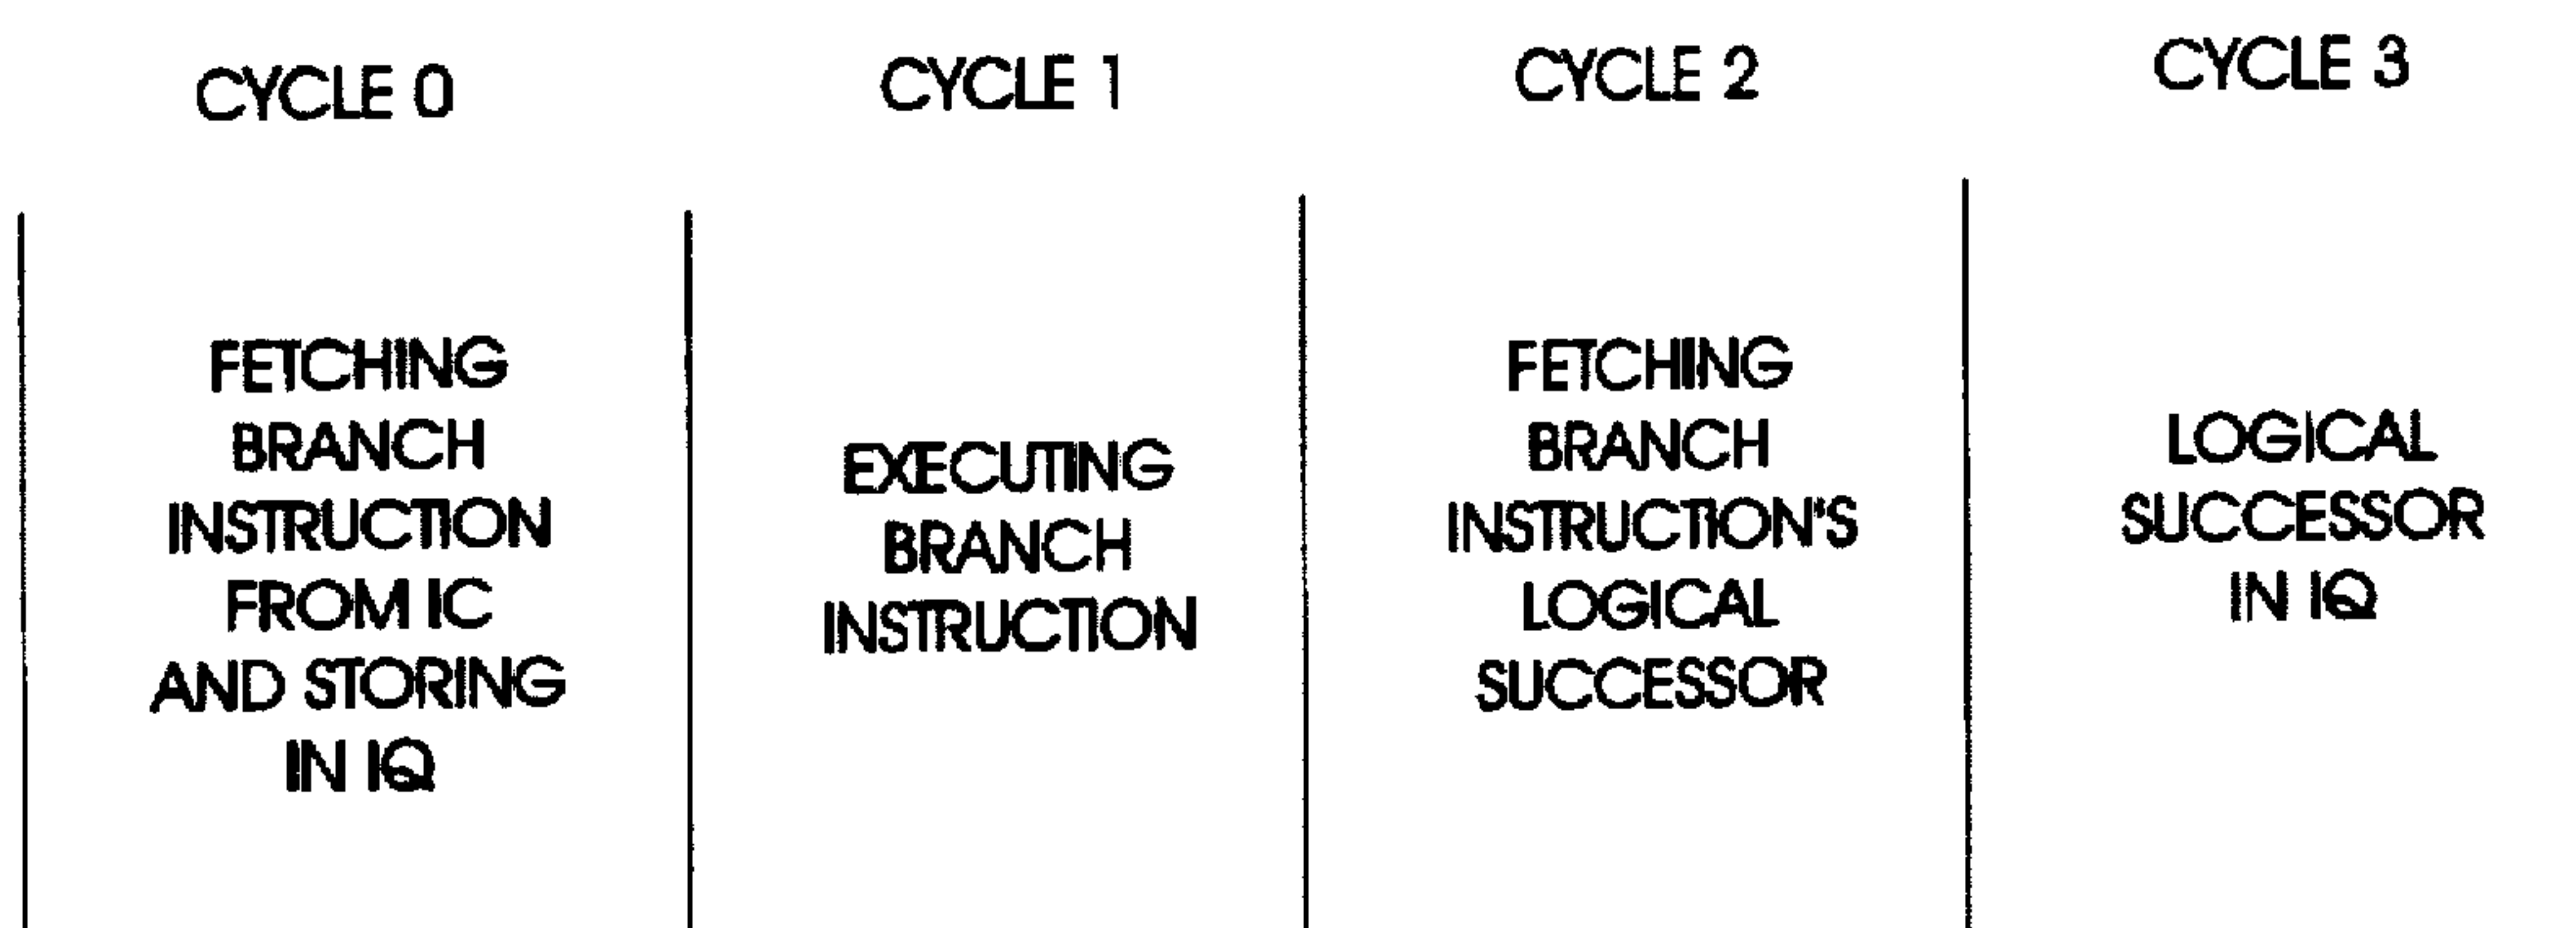 CYCLE 0
CYCLE 1
CYCLE 2
CYCLE 3
FETCHING
BRANCH
INSTRUCTION
FROM IC
AND STORING
IN IQ
EXECUTING
BRANCH
INSTRUCTION
FETCHING
BRANCH
INSTRUCTION'S
LOGICAL
SUCCESSOR
LOGICAL
SUCCESSOR
IN IQ